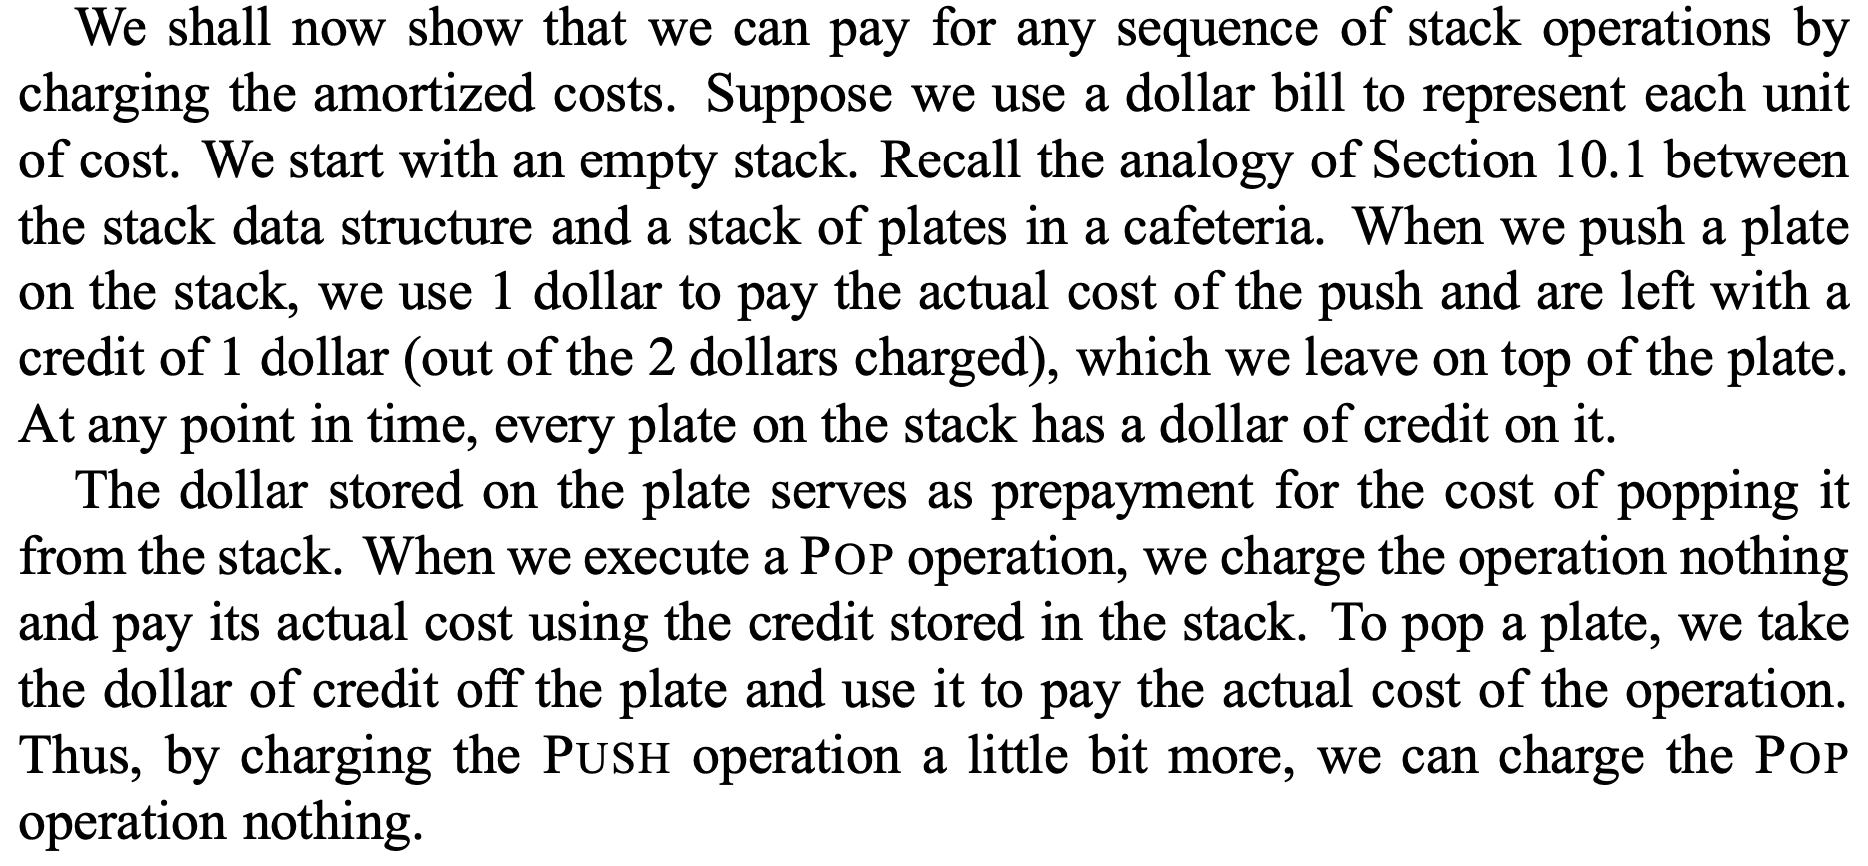 We shall now show that we can pay for any sequence of stack operations by
charging the amortized costs. Suppose we use a dollar bill to represent each unit
of cost. We start with an empty stack. Recall the analogy of Section 10.1 between
the stack data structure and a stack of plates in a cafeteria. When we push a plate
on the stack, we use 1 dollar to pay the actual cost of the push and are left with a
credit of 1 dollar (out of the 2 dollars charged), which we leave on top of the plate.
At any point in time, every plate on the stack has a dollar of credit on it.
The dollar stored on the plate serves as prepayment for the cost of popping it
from the stack. When we execute a POP operation, we charge the operation nothing
and pay its actual cost using the credit stored in the stack. To pop a plate, we take
the dollar of credit off the plate and use it to pay the actual cost of the operation.
Thus, by charging the PUSH operation a little bit more, we can charge the POP
operation nothing.